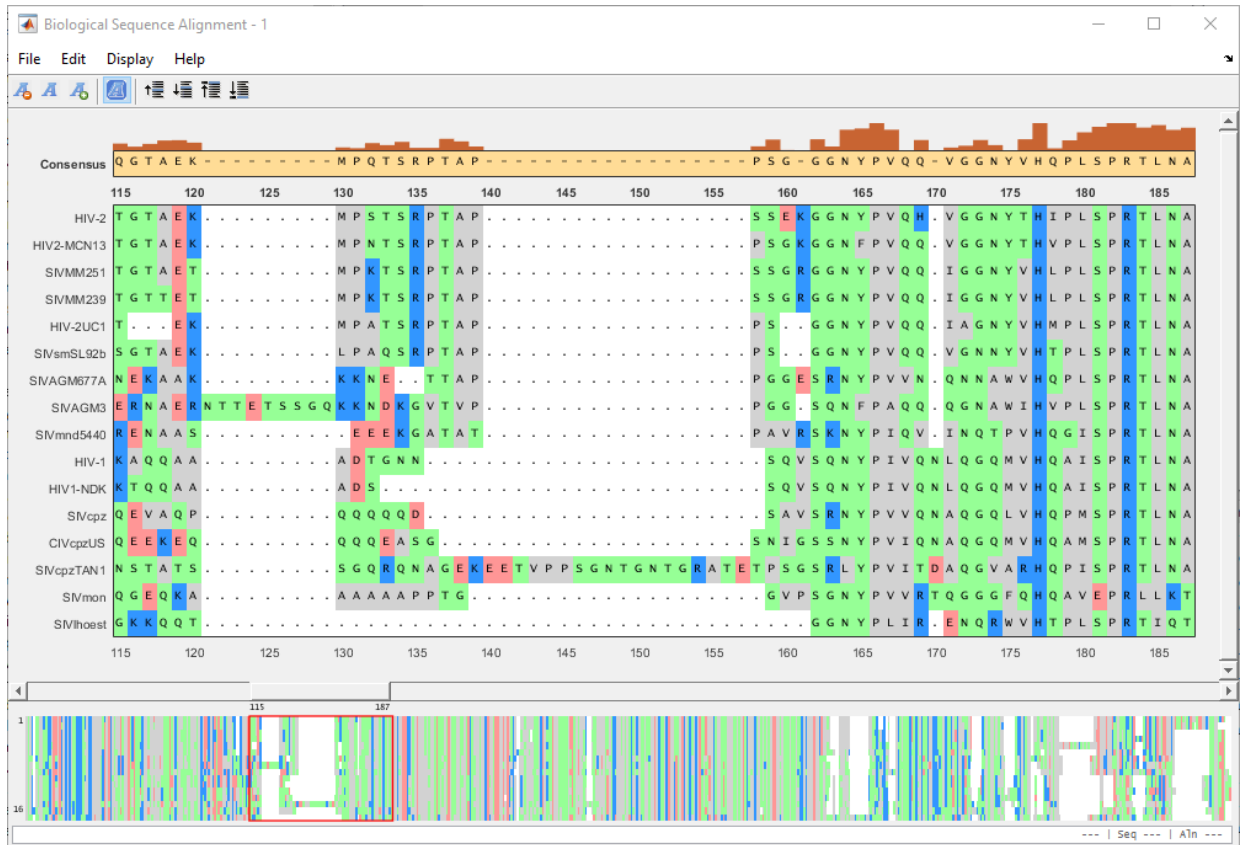 Biological Sequence Alignment - 1
File Edit Display Help
Consensus QGTAEK---------MPQTSRPTAP------------------PSG-GGNYPVQQ-VGGNYVHQPLSPRTLNA
115 120 125 130 135 140 145 150 155 160 165 170 175 180 185
HIV-2 TGTAEK.........MPSTSRPTAP..................SSEKGGNYPVQH.VGGNYTHIPLSPRTLNA
HIV2-MCN13 TGTAEK.........MPNTSRPTAP..................PSGKGGNFPVQQ.VGGNYTHVPLSPRTLNA
SIVMM251 TGTAET.........MPKTSRPTAP..................SSGRGGNYPVQQ.IGGNYVHLPLSPRTLNA
SIVMM239 TGTTET.........MPKTSRPTAP..................SSGRGGNYPVQQ.IGGNYVHLPLSPRTLNA
HIV-2UC1 T...EK.........MPATSRPTAP..................PS..GGNYPVQQ.IAGNYVHMPLSPRTLNA
SIVsmSL92b SGTAEK.........LPAQSRPTAP..................PS..GGNYPVQQ.VGNNYVHTPLSPRTLNA
SIVAGM677A NEKAAK.........KKNE..TTAP..................PGGESRNYPVVN.QNNAWVHQPLSPRTLNA
SIVAGM3 ERNAERNTTETSSGQKKNDKGVTVP..................PGG.SQNFPAQQ.QGNAWIHVPLSPRTLNA
SIVmnd5440 RENAAS..........EEEKGATAT..................PAVRSKNYPIQV.INQTPVHQGISPRTLNA
HIV-1 KAQQAA.........ADTGNN.......................SQVSQNYPIVQNLQGQMVHQAISPRTLNA
HIV1-NDK KTQQAA.........ADS..........................SQVSQNYPIVQNLQGQMVHQAISPRTLNA
SIVcpz QEVAQP.........QQQQQD.......................SAVSRNYPVVQNAQGQLVHQPMSPRTLNA
CIVcpzUS QEEKEQ.........QQQEASG.....................SNIGSSNYPVIQNAQGQMVHQAMSPRTLNA
SIVcpzTAN1 NSTATS.........SGQRQNAGEKEETVPPSGNTGNTGRATETPSGSRLYPVITDAQGVARHQPISPRTLNA
SIVmon QGEQKA.........AAAAAPPTG....................GVPSGNYPVVRTQGGGFQHQAVEPRLLKT
SIVlhoest GKKQQT.........................................GGNYPLIR.ENQRWVHTPLSPRTIQT
115 120 125 130 135 140 145 150 155 160 165 170 175 180 185
115 187
1
16
--- | Seq --- | Aln ---